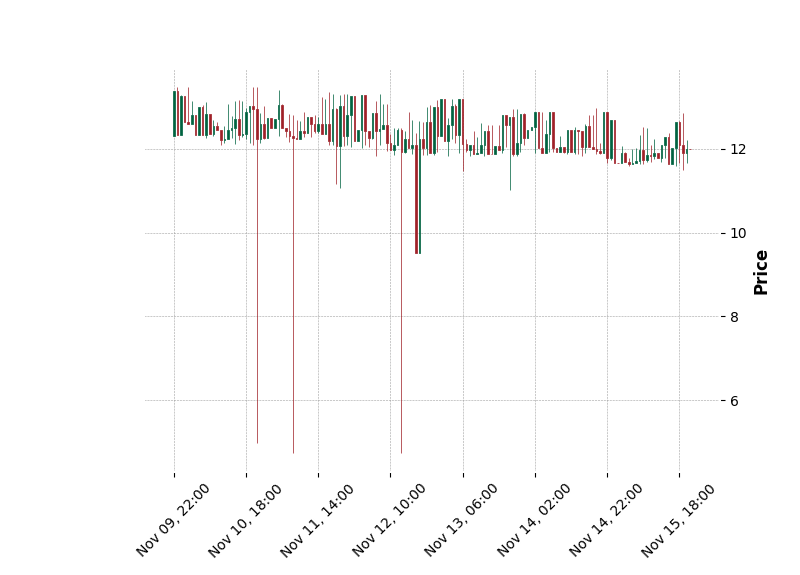 12
10
8
6
Price
Nov 09, 22:00
Nov 10, 18:00
Nov 11, 14:00
Nov 12, 10:00
Nov 13, 06:00
Nov 14, 02:00
Nov 14, 22:00
Nov 15, 18:00